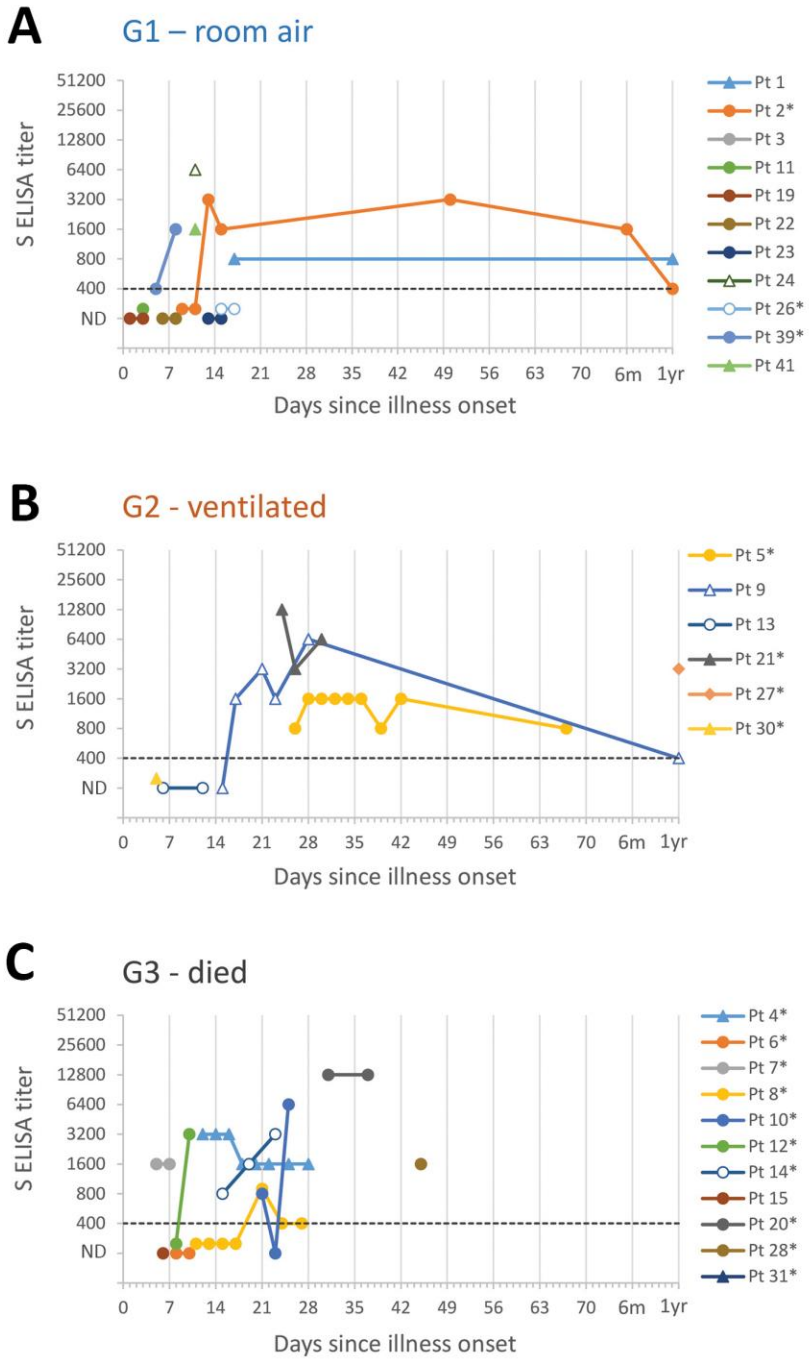 A
G1 – room air
S ELISA titer
51200
25600
12800
6400
3200
1600
800
400
ND
0 7 14 21 28 35 42 49 56 63 70 6m 1yr
Days since illness onset
Pt 1
Pt 2*
Pt 3
Pt 11
Pt 19
Pt 22
Pt 23
Pt 24
Pt 26*
Pt 39*
Pt 41
B
G2 - ventilated
S ELISA titer
51200
25600
12800
6400
3200
1600
800
400
ND
0 7 14 21 28 35 42 49 56 63 70 6m 1yr
Days since illness onset
Pt 5*
Pt 9
Pt 13
Pt 21*
Pt 27*
Pt 30*
C
G3 - died
S ELISA titer
51200
25600
12800
6400
3200
1600
800
400
ND
0 7 14 21 28 35 42 49 56 63 70 6m 1yr
Days since illness onset
Pt 4*
Pt 6*
Pt 7*
Pt 8*
Pt 10*
Pt 12*
Pt 14*
Pt 15
Pt 20*
Pt 28*
Pt 31*